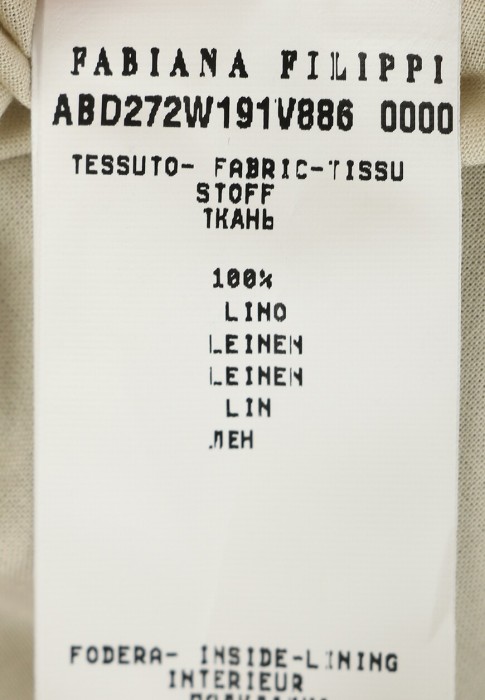 FABIANA FILIPPI
ABD272W191V886 0000
TESSUTO- FABRIC-TISSU
STOFF
ТКАНЬ
100%
LINO
LEINEN
LEINEN
LIN
ЛЕН
FODERA- INSIDE-LINING
INTERIEUR